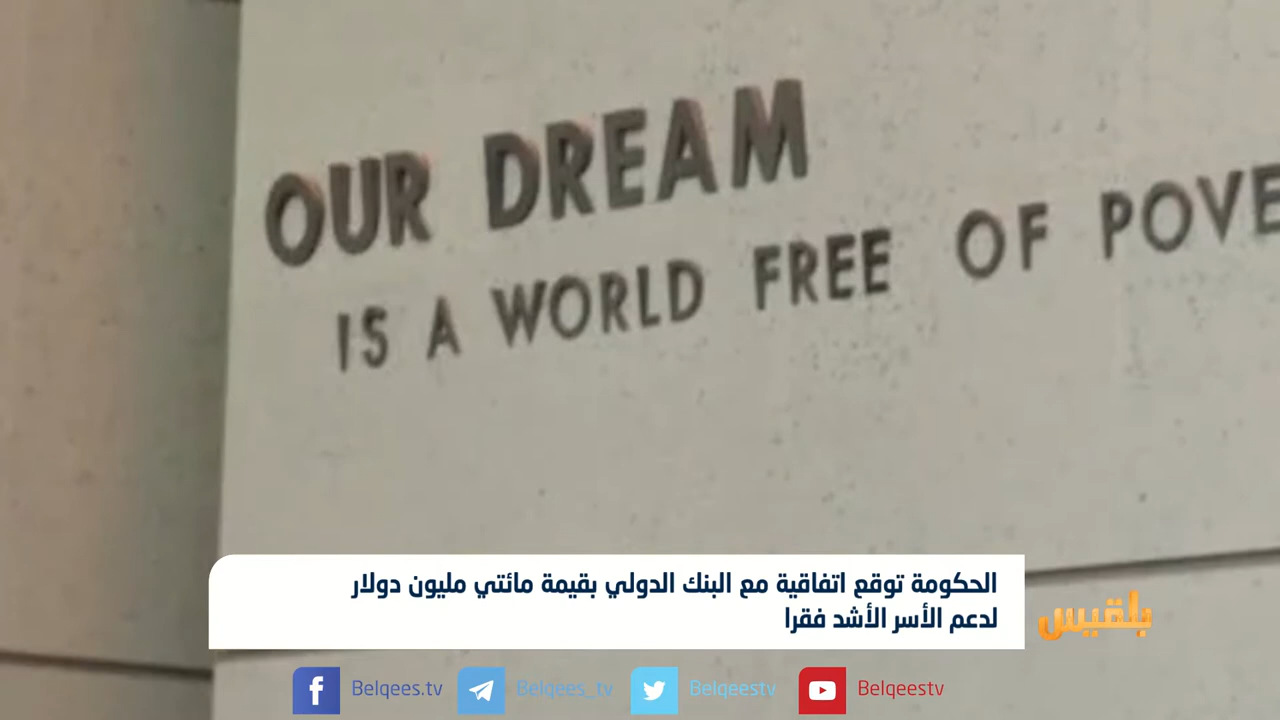 OUR DREAM
IS A WORLD FREE OF POVE
الحكومة توقع اتفاقية مع البنك الدولي بقيمة مائتي مليون دولار
لدعم الأسر الأشد فقرا
بلقيس
Belqees.tv
Belqees_tv
Belqeestv
Belqeestv